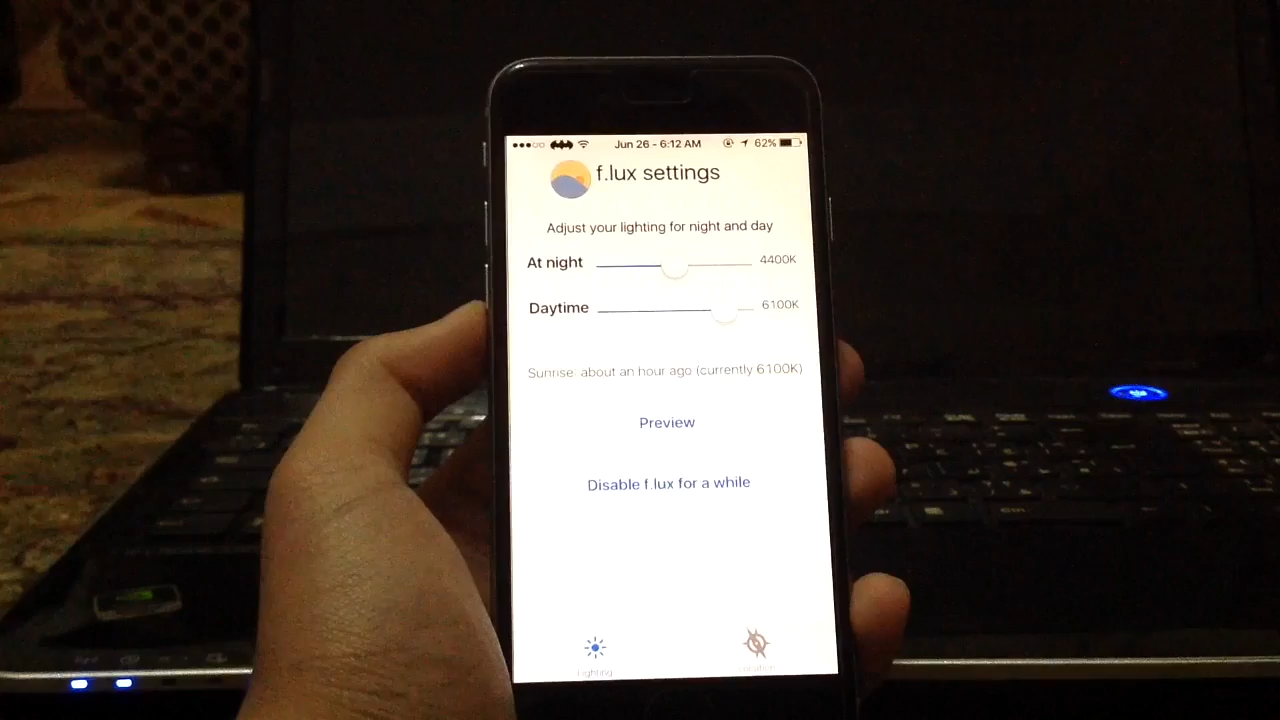 Jun 26 - 6:12 AM 62%
f.lux settings
Adjust your lighting for night and day
At night 4400K
Daytime 6100K
Sunrise: about an hour ago (currently 6100K)
Preview
Disable f.lux for a while
Lighting Location